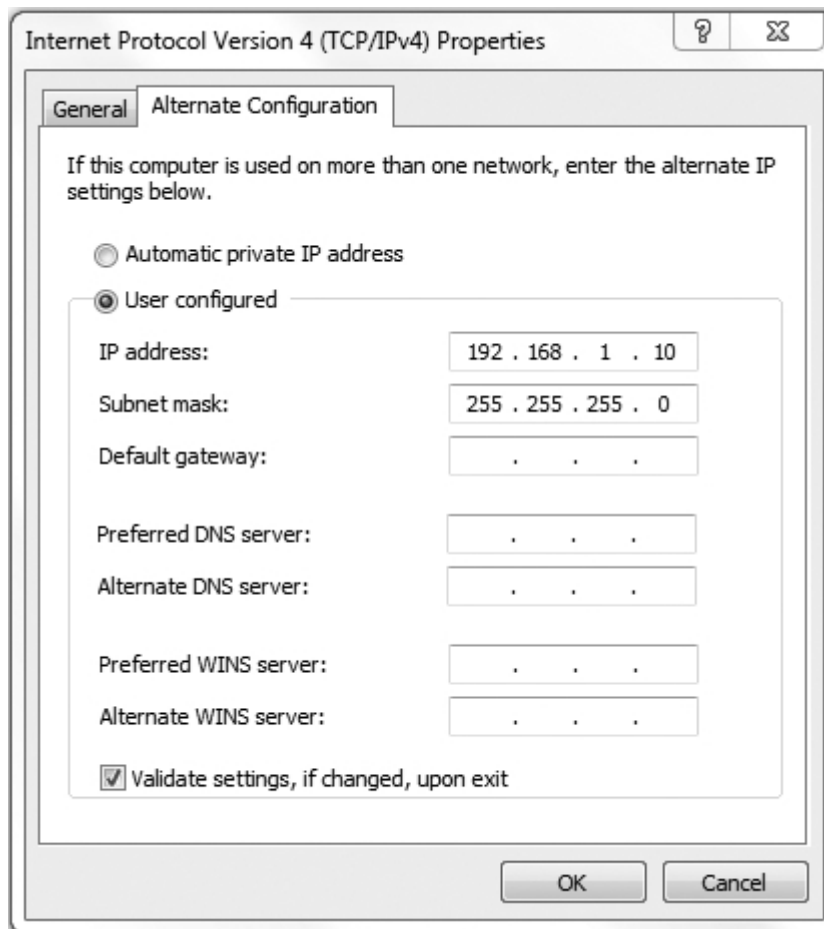 Internet Protocol Version 4 (TCP/IPv4) Properties
General
Alternate Configuration
If this computer is used on more than one network, enter the alternate IP
settings below.
Automatic private IP address
User configured
IP address: 192 . 168 . 1 . 10
Subnet mask: 255 . 255 . 255 . 0
Default gateway: . . .
Preferred DNS server: . . .
Alternate DNS server: . . .
Preferred WINS server: . . .
Alternate WINS server: . . .
Validate settings, if changed, upon exit
OK Cancel